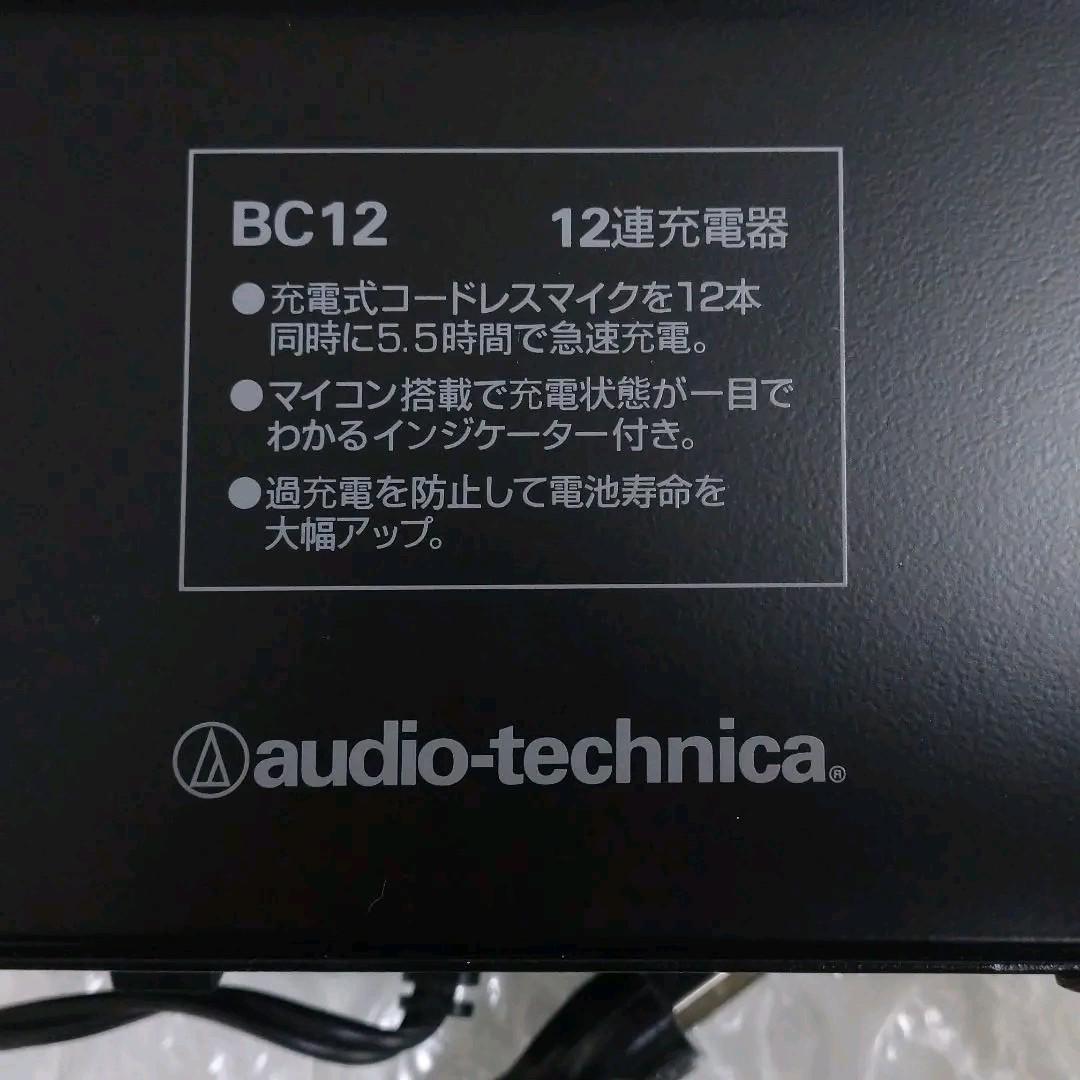 BC12 12連充電器
●充電式コードレスマイクを12本
同時に5.5時間で急速充電。
●マイコン搭載で充電状態が一目で
わかるインジケーター付き。
●過充電を防止して電池寿命を
大幅アップ。
audio-technica®